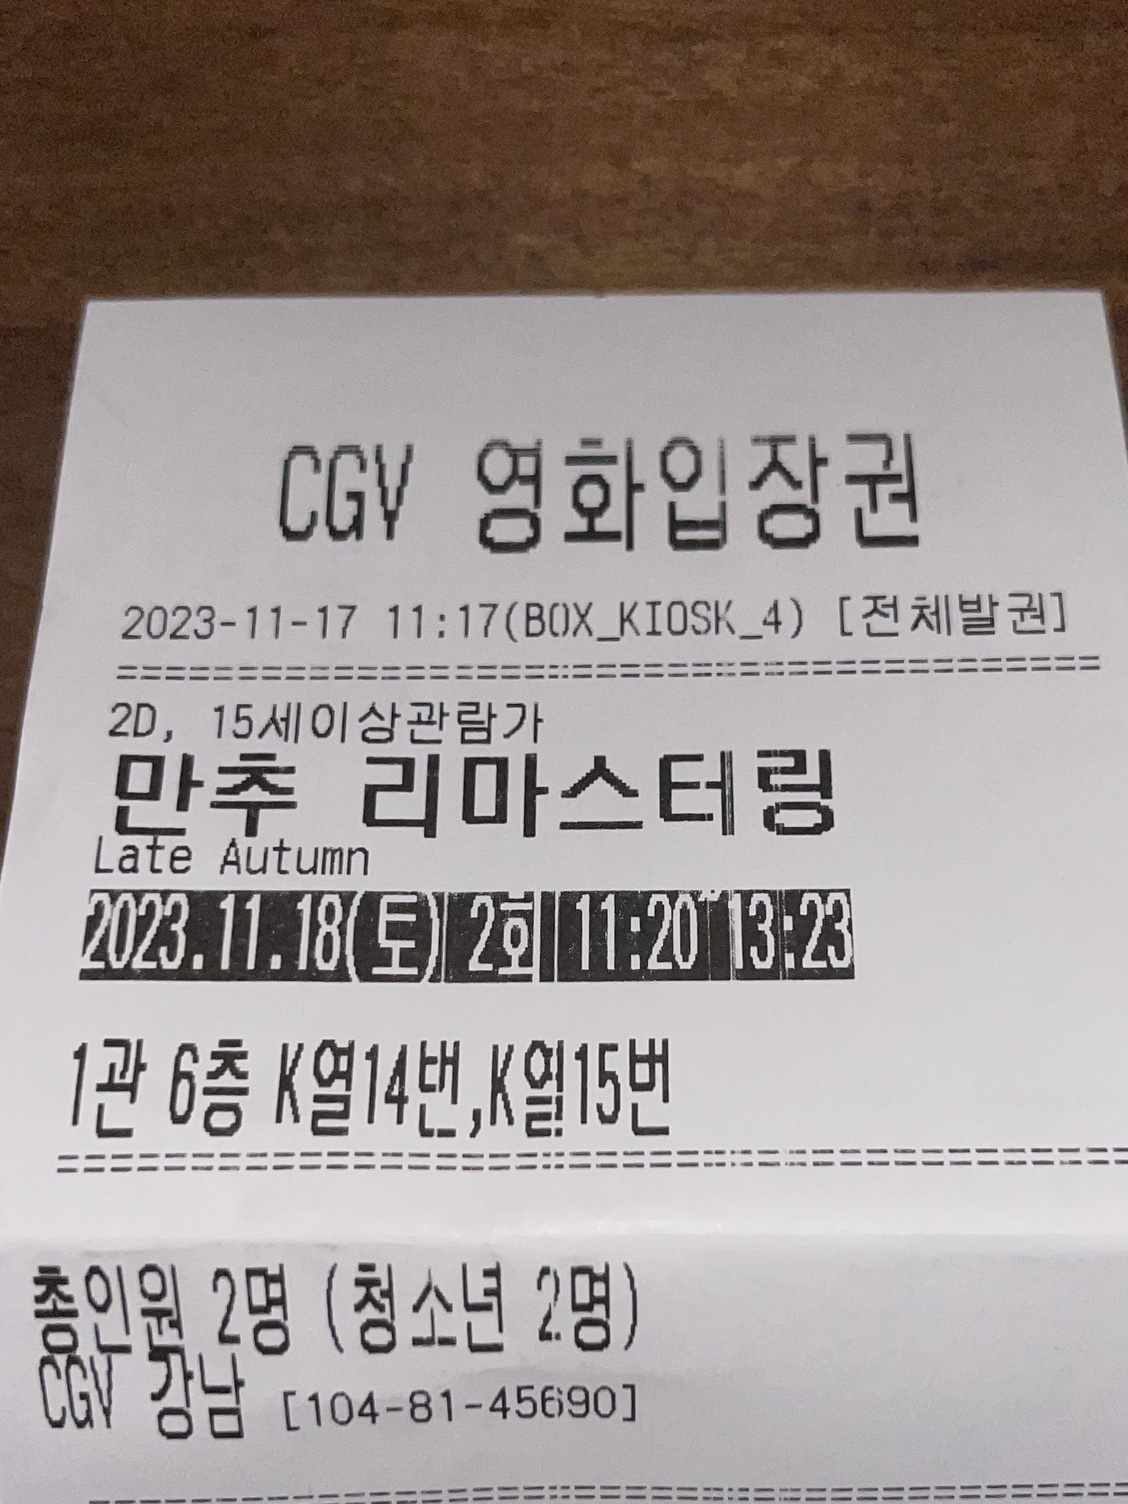 CGV 영화입장권
2023-11-17 11:17(BOX_KIOSK_4) [전체발권]
==================================================
2D, 15세이상관람가
만추 리마스터링
Late Autumn
2023.11.18(토) 2회 11:20~13:23
1관 6층 K열14번,K열15번
==================================================
총인원 2명 (청소년 2명)
CGV 강남 [104-81-45690]
==================================================